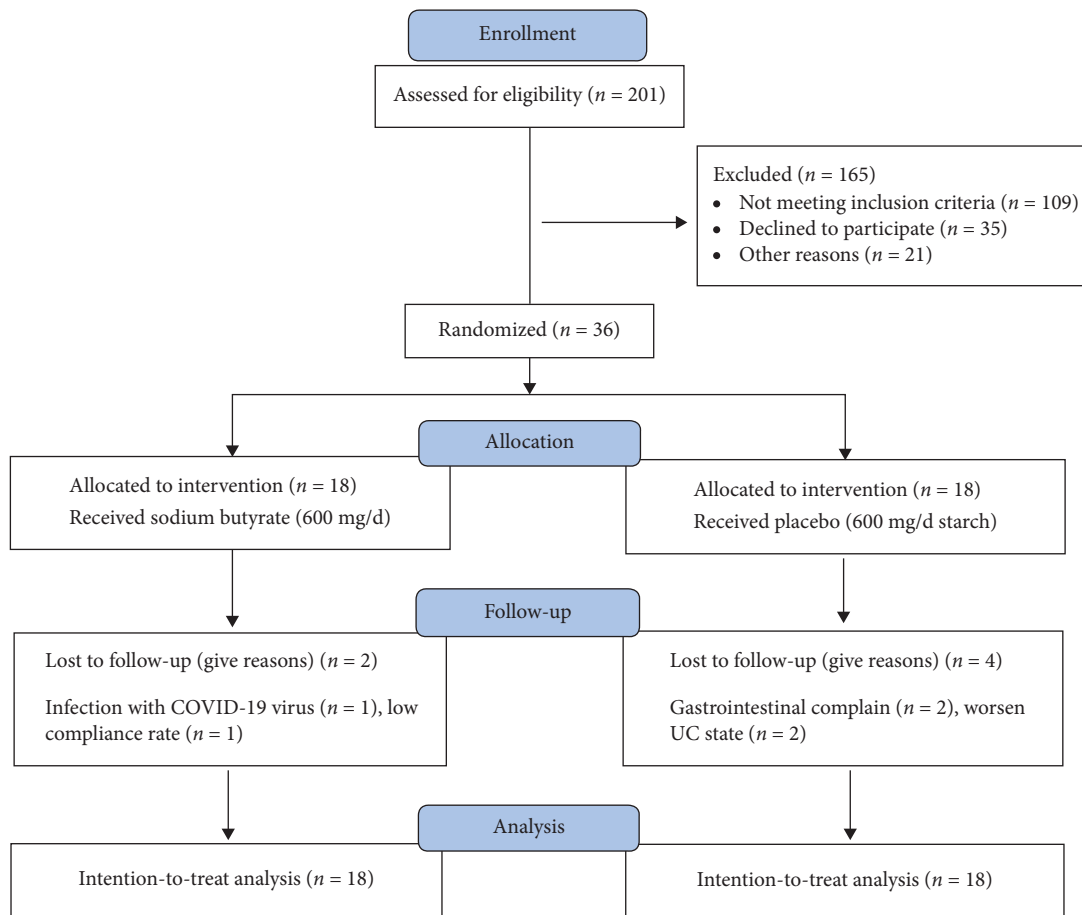 Enrollment
Assessed for eligibility (n = 201)
Excluded (n = 165)
• Not meeting inclusion criteria (n = 109)
• Declined to participate (n = 35)
• Other reasons (n = 21)
Randomized (n = 36)
Allocation
Allocated to intervention (n = 18)
Received sodium butyrate (600 mg/d)
Allocated to intervention (n = 18)
Received placebo (600 mg/d starch)
Follow-up
Lost to follow-up (give reasons) (n = 2)
Infection with COVID-19 virus (n = 1), low
compliance rate (n = 1)
Lost to follow-up (give reasons) (n = 4)
Gastrointestinal complain (n = 2), worsen
UC state (n = 2)
Analysis
Intention-to-treat analysis (n = 18)
Intention-to-treat analysis (n = 18)